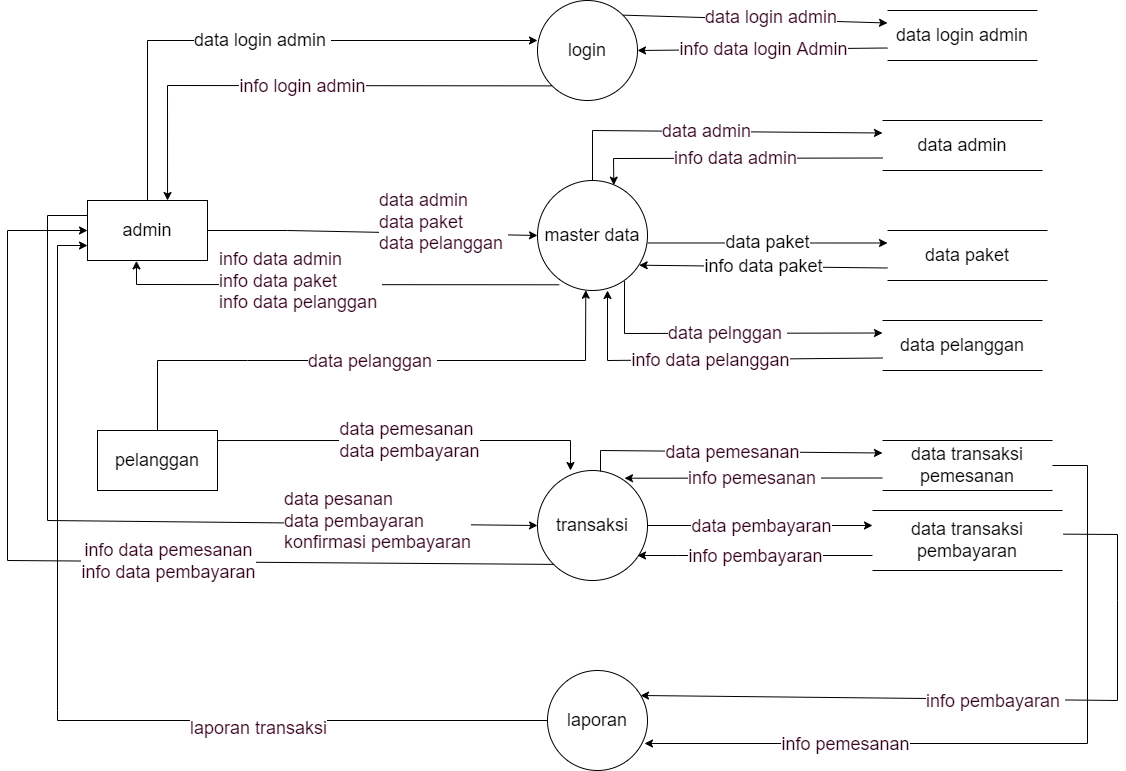 data login admin
data login admin
login
data login admin
info data login Admin
info login admin
data admin
data admin
info data admin
admin
data admin
data paket
data pelanggan
master data
data paket
data paket
info data paket
info data admin
info data paket
info data pelanggan
data pelnggan
data pelanggan
info data pelanggan
data pelanggan
pelanggan
data pemesanan
data pembayaran
data pemesanan
info pemesanan
data transaksi
pemesanan
data pesanan
data pembayaran
konfirmasi pembayaran
transaksi
data pembayaran
info pembayaran
data transaksi
pembayaran
info data pemesanan
info data pembayaran
info pembayaran
laporan
laporan transaksi
info pemesanan